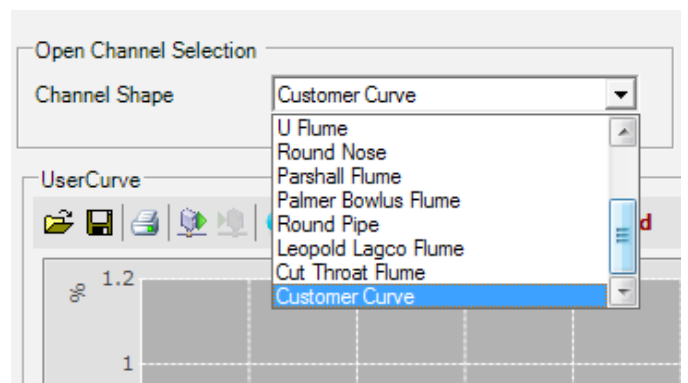 Open Channel Selection
Channel Shape
Customer Curve
U Flume
Round Nose
Parshall Flume
Palmer Bowlus Flume
Round Pipe
Leopold Lagco Flume
Cut Throat Flume
Customer Curve
UserCurve
d
%
1.2
1